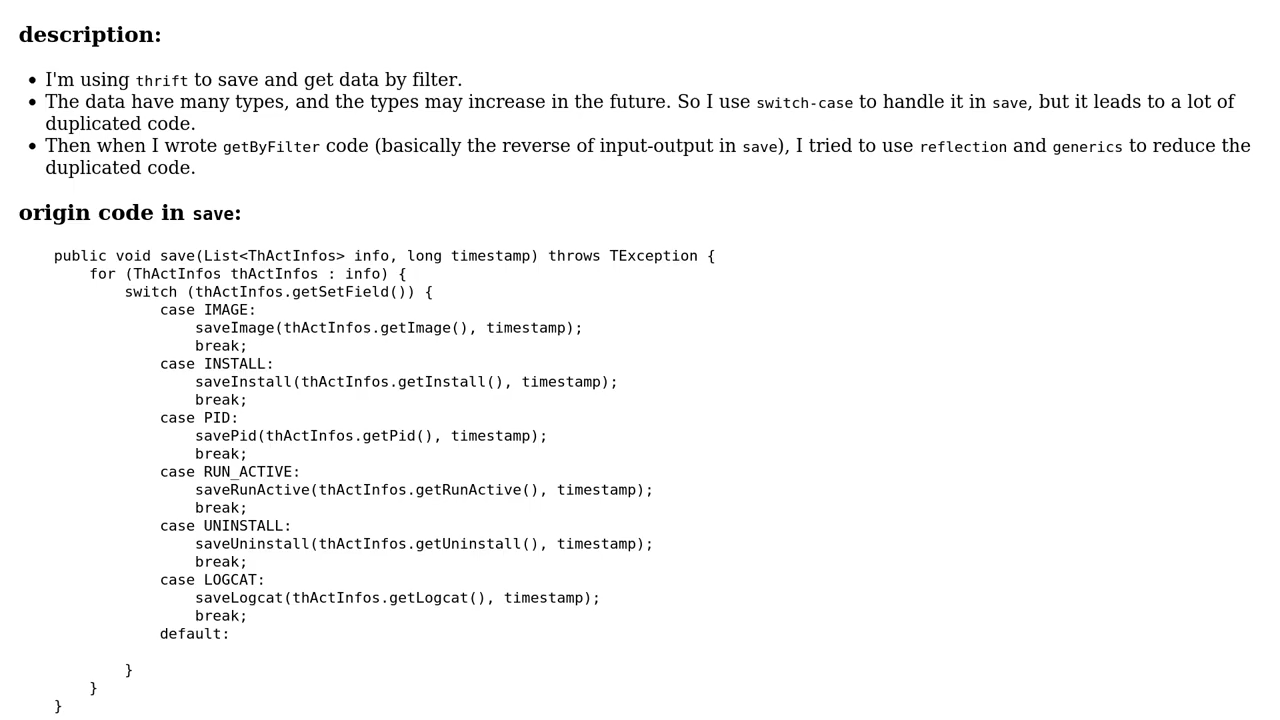 description:
• I'm using thrift to save and get data by filter.
• The data have many types, and the types may increase in the future. So I use switch-case to handle it in save, but it leads to a lot of
duplicated code.
• Then when I wrote getByFilter code (basically the reverse of input-output in save), I tried to use reflection and generics to reduce the
duplicated code.
origin code in save:
public void save(List<ThActInfos> info, long timestamp) throws TException {
    for (ThActInfos thActInfos : info) {
        switch (thActInfos.getSetField()) {
            case IMAGE:
                saveImage(thActInfos.getImage(), timestamp);
                break;
            case INSTALL:
                saveInstall(thActInfos.getInstall(), timestamp);
                break;
            case PID:
                savePid(thActInfos.getPid(), timestamp);
                break;
            case RUN_ACTIVE:
                saveRunActive(thActInfos.getRunActive(), timestamp);
                break;
            case UNINSTALL:
                saveUninstall(thActInfos.getUninstall(), timestamp);
                break;
            case LOGCAT:
                saveLogcat(thActInfos.getLogcat(), timestamp);
                break;
            default:
        }
    }
}